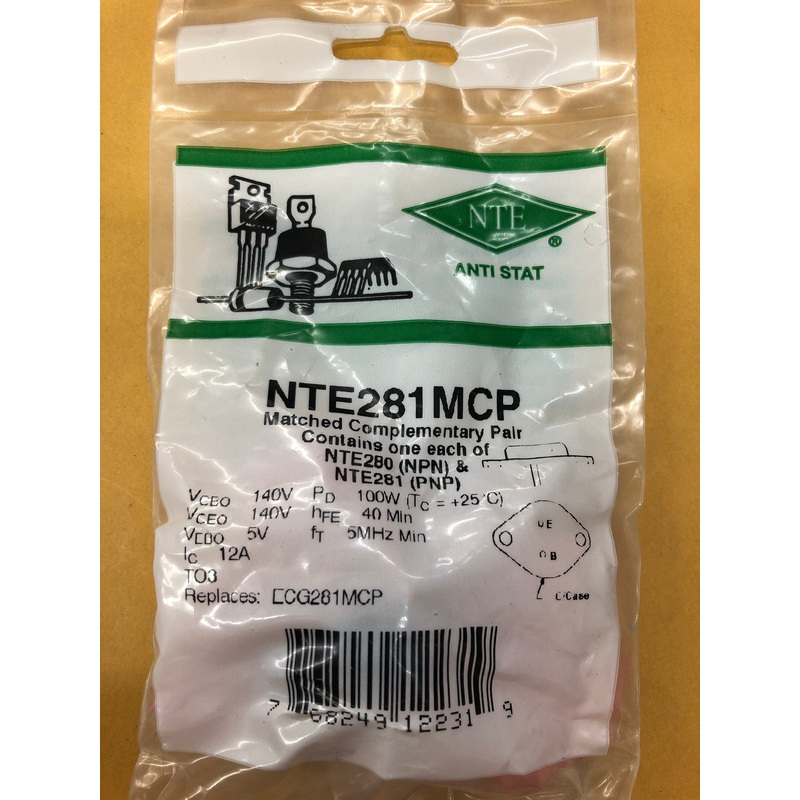 NTE
®
ANTI STAT
NTE281MCP
Matched Complementary Pair
Contains one each of
NTE280 (NPN) &
NTE281 (PNP)
VCBO 140V PD 100W (TC = +25°C)
VCEO 140V hFE 40 Min
VEBO 5V fT 5MHz Min
IC 12A
TO3
Replaces: ECG281MCP
E
B
C/Case
7 68249 12231 9